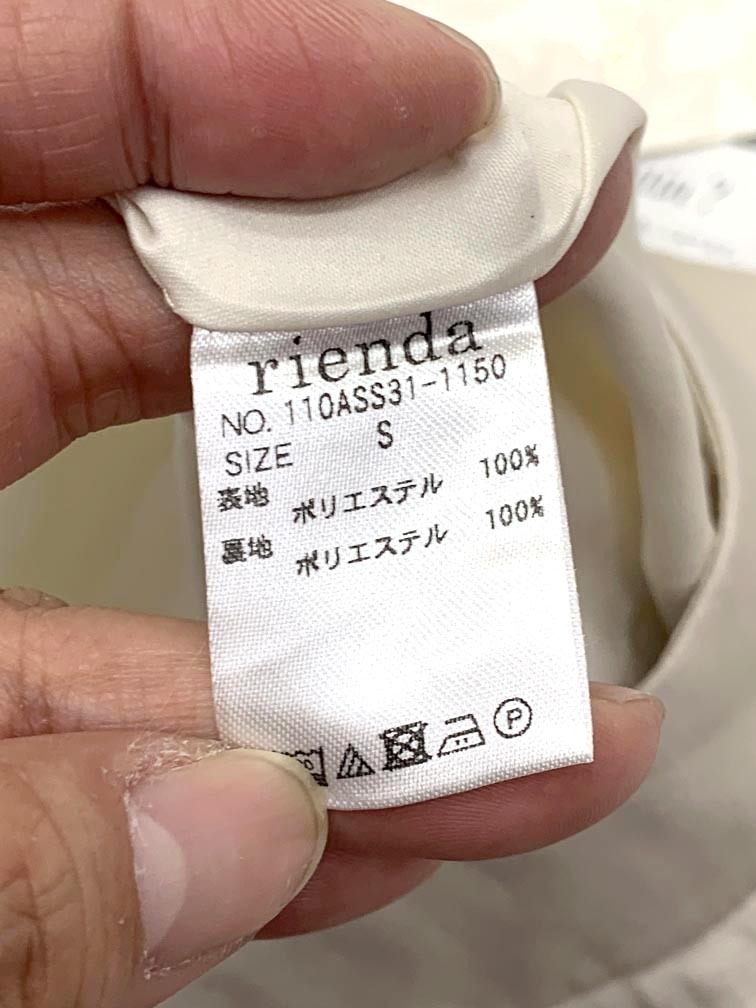 rienda
NO. 110ASS31-1150
SIZE S
表地 ポリエステル 100%
裏地 ポリエステル 100%
P